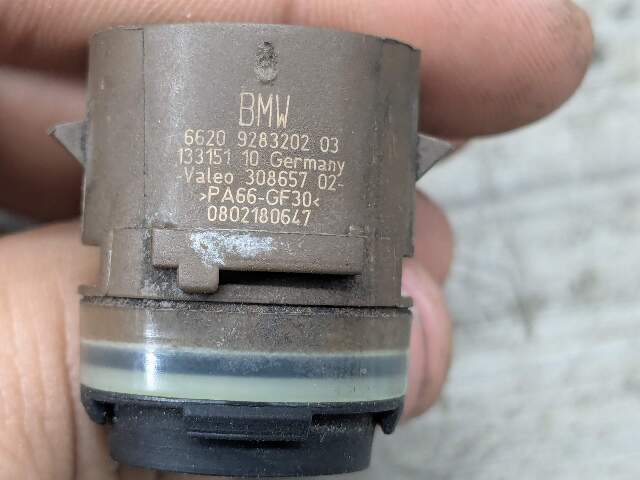 BMW
6620 9283202 03
133151 10 Germany
-Valeo 308657 02-
>PA66-GF30<
0802180647